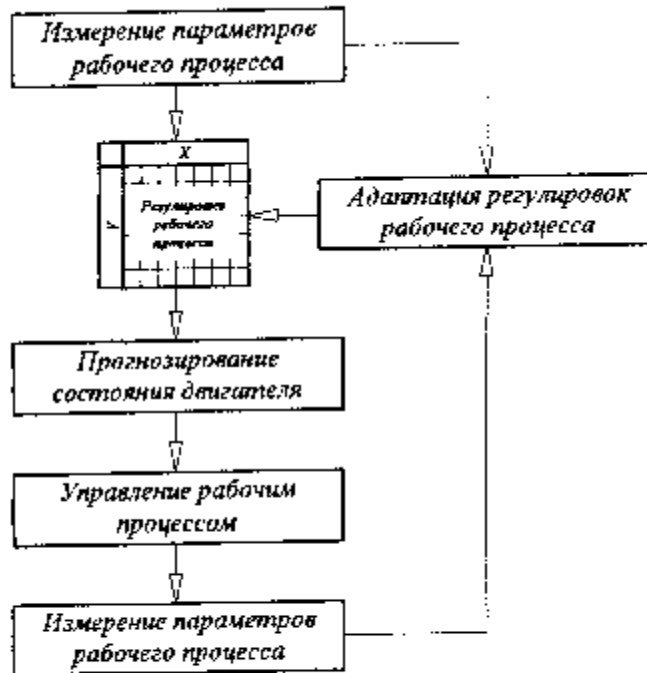 Измерение параметров
рабочего процесса
X
Y
Регулировки
рабочего
процесса
Адаптация регулировок
рабочего процесса
Прогнозирование
состояния двигателя
Управление рабочим
процессом
Измерение параметров
рабочего процесса